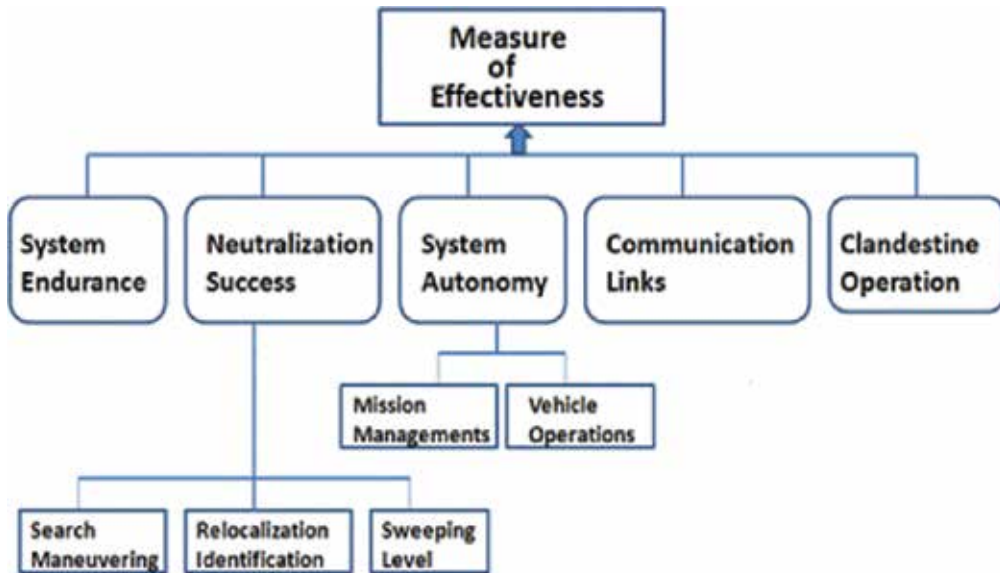 Measure
of
Effectiveness
System
Endurance
Neutralization
Success
System
Autonomy
Communication
Links
Clandestine
Operation
Mission
Managements
Vehicle
Operations
Search
Maneuvering
Relocalization
Identification
Sweeping
Level